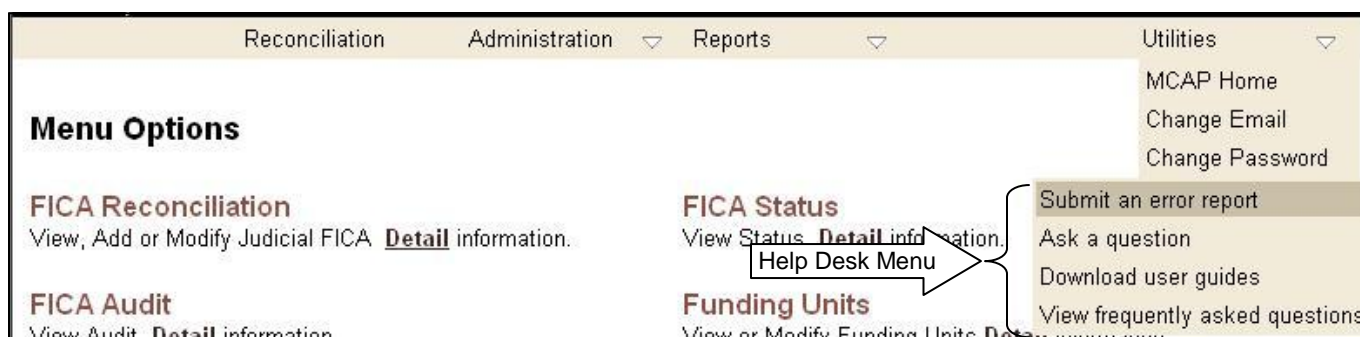 Reconciliation Administration Reports Utilities
MCAP Home
Change Email
Change Password
Menu Options
FICA Reconciliation
View, Add or Modify Judicial FICA Detail information.
FICA Status
View Status Detail information.
FICA Audit
View Audit Detail information
Funding Units
View or Modify Funding Units
Help Desk Menu
Submit an error report
Ask a question
Download user guides
View frequently asked questions